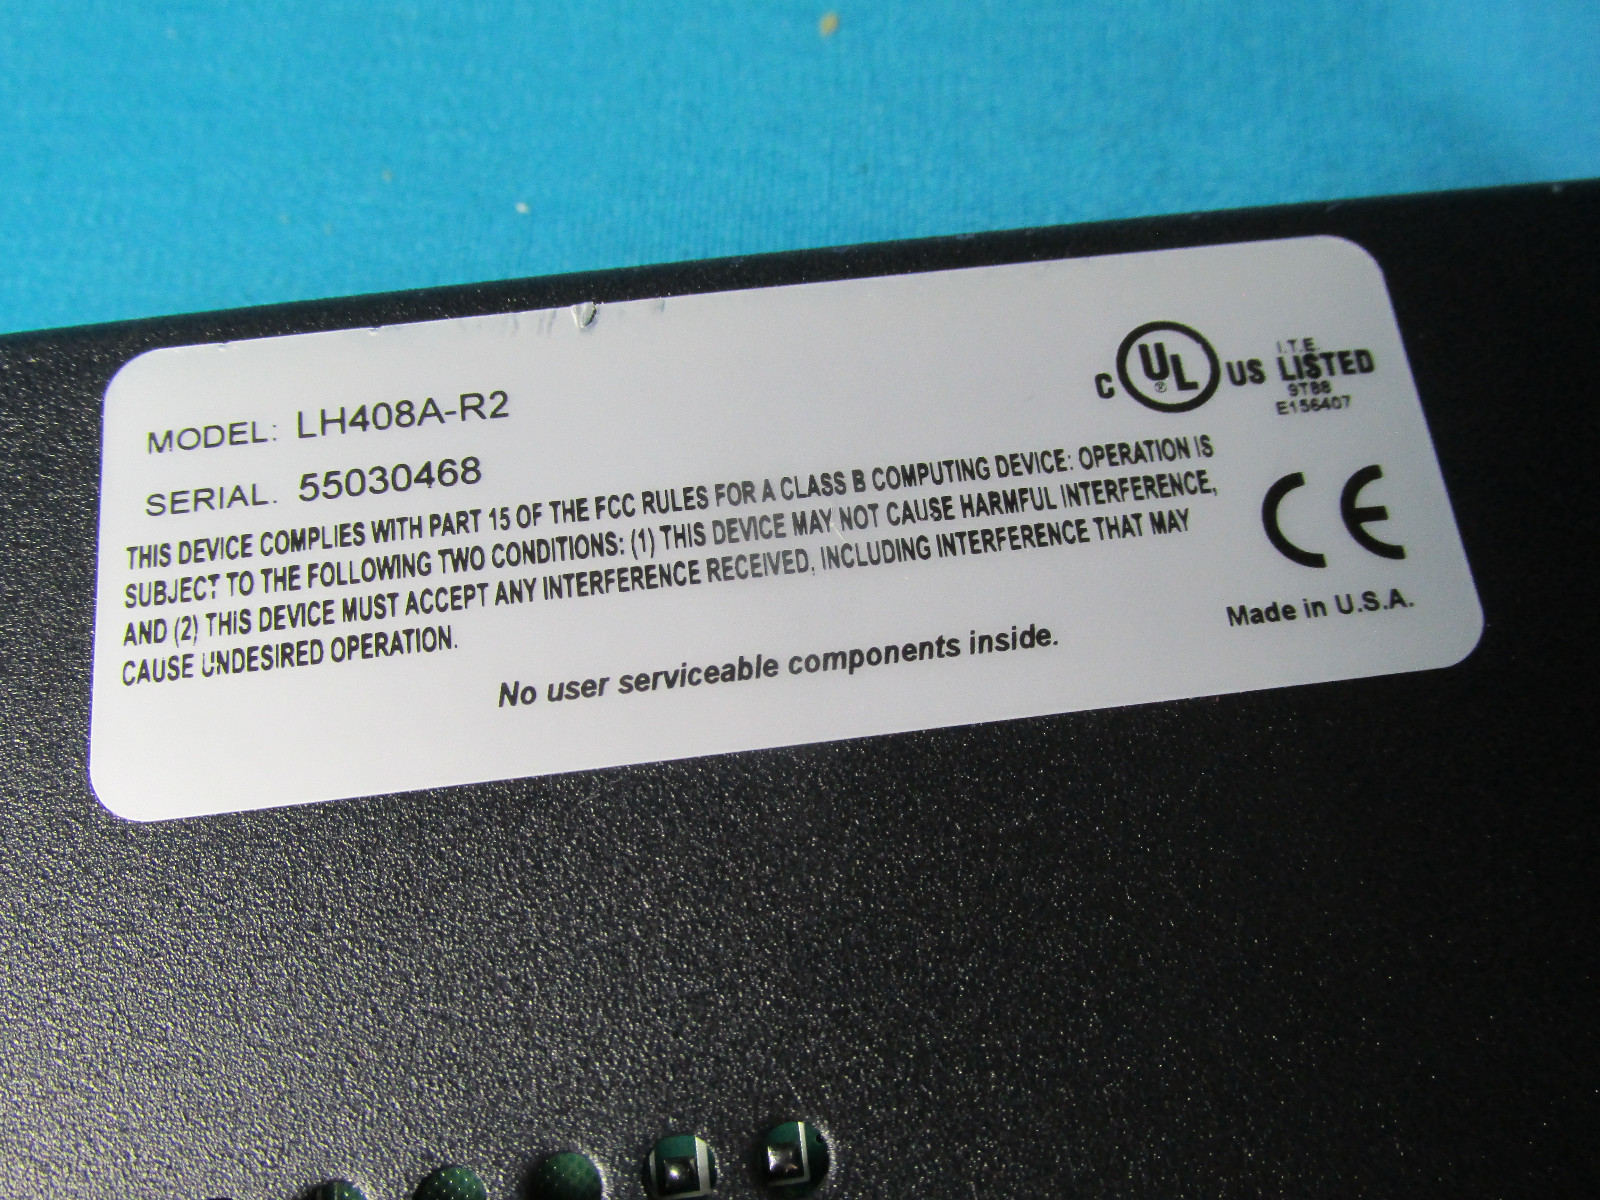 MODEL: LH408A-R2
SERIAL. 55030468
C UL ® US I.T.E. LISTED
9T88
E156407
THIS DEVICE COMPLIES WITH PART 15 OF THE FCC RULES FOR A CLASS B COMPUTING DEVICE: OPERATION IS
SUBJECT TO THE FOLLOWING TWO CONDITIONS: (1) THIS DEVICE MAY NOT CAUSE HARMFUL INTERFERENCE,
AND (2) THIS DEVICE MUST ACCEPT ANY INTERFERENCE RECEIVED, INCLUDING INTERFERENCE THAT MAY
CAUSE UNDESIRED OPERATION.
CE
Made in U.S.A.
No user serviceable components inside.